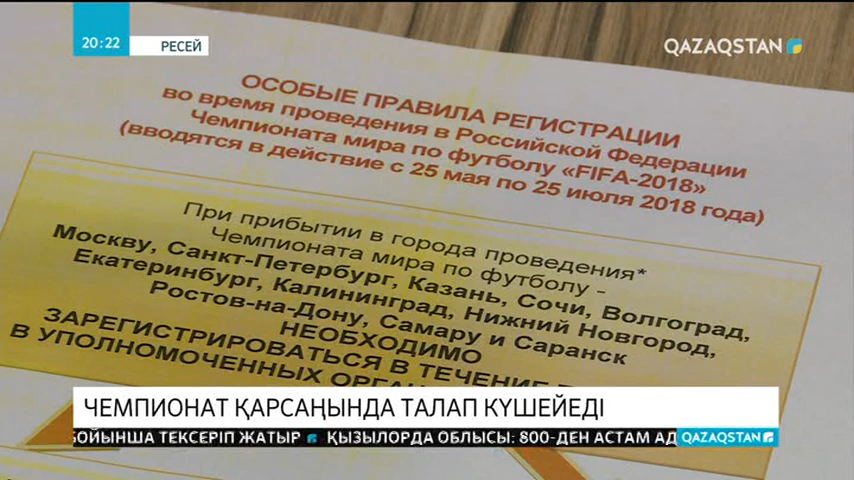 20:22
РЕСЕЙ
QAZAQSTAN
ОСОБЫЕ ПРАВИЛА РЕГИСТРАЦИИ
во время проведения в Российской Федерации
Чемпионата мира по футболу «FIFA-2018»
(вводятся в действие с 25 мая по 25 июля 2018 года)
При прибытии в города проведения*
Чемпионата мира по футболу -
Москву, Санкт-Петербург, Казань, Сочи, Волгоград,
Екатеринбург, Калининград, Нижний Новгород,
Ростов-на-Дону, Самару и Саранск
НЕОБХОДИМО
ЗАРЕГИСТРИРОВАТЬСЯ В ТЕЧЕНИЕ
В УПОЛНОМОЧЕННЫХ
ЧЕМПИОНАТ ҚАРСАҢЫНДА ТАЛАП КҮШЕЙЕДІ
БОЙЫНША ТЕКСЕРІП ЖАТЫР ҚЫЗЫЛОРДА ОБЛЫСЫ: 800-ДЕН АСТАМ АД
QAZAQSTAN